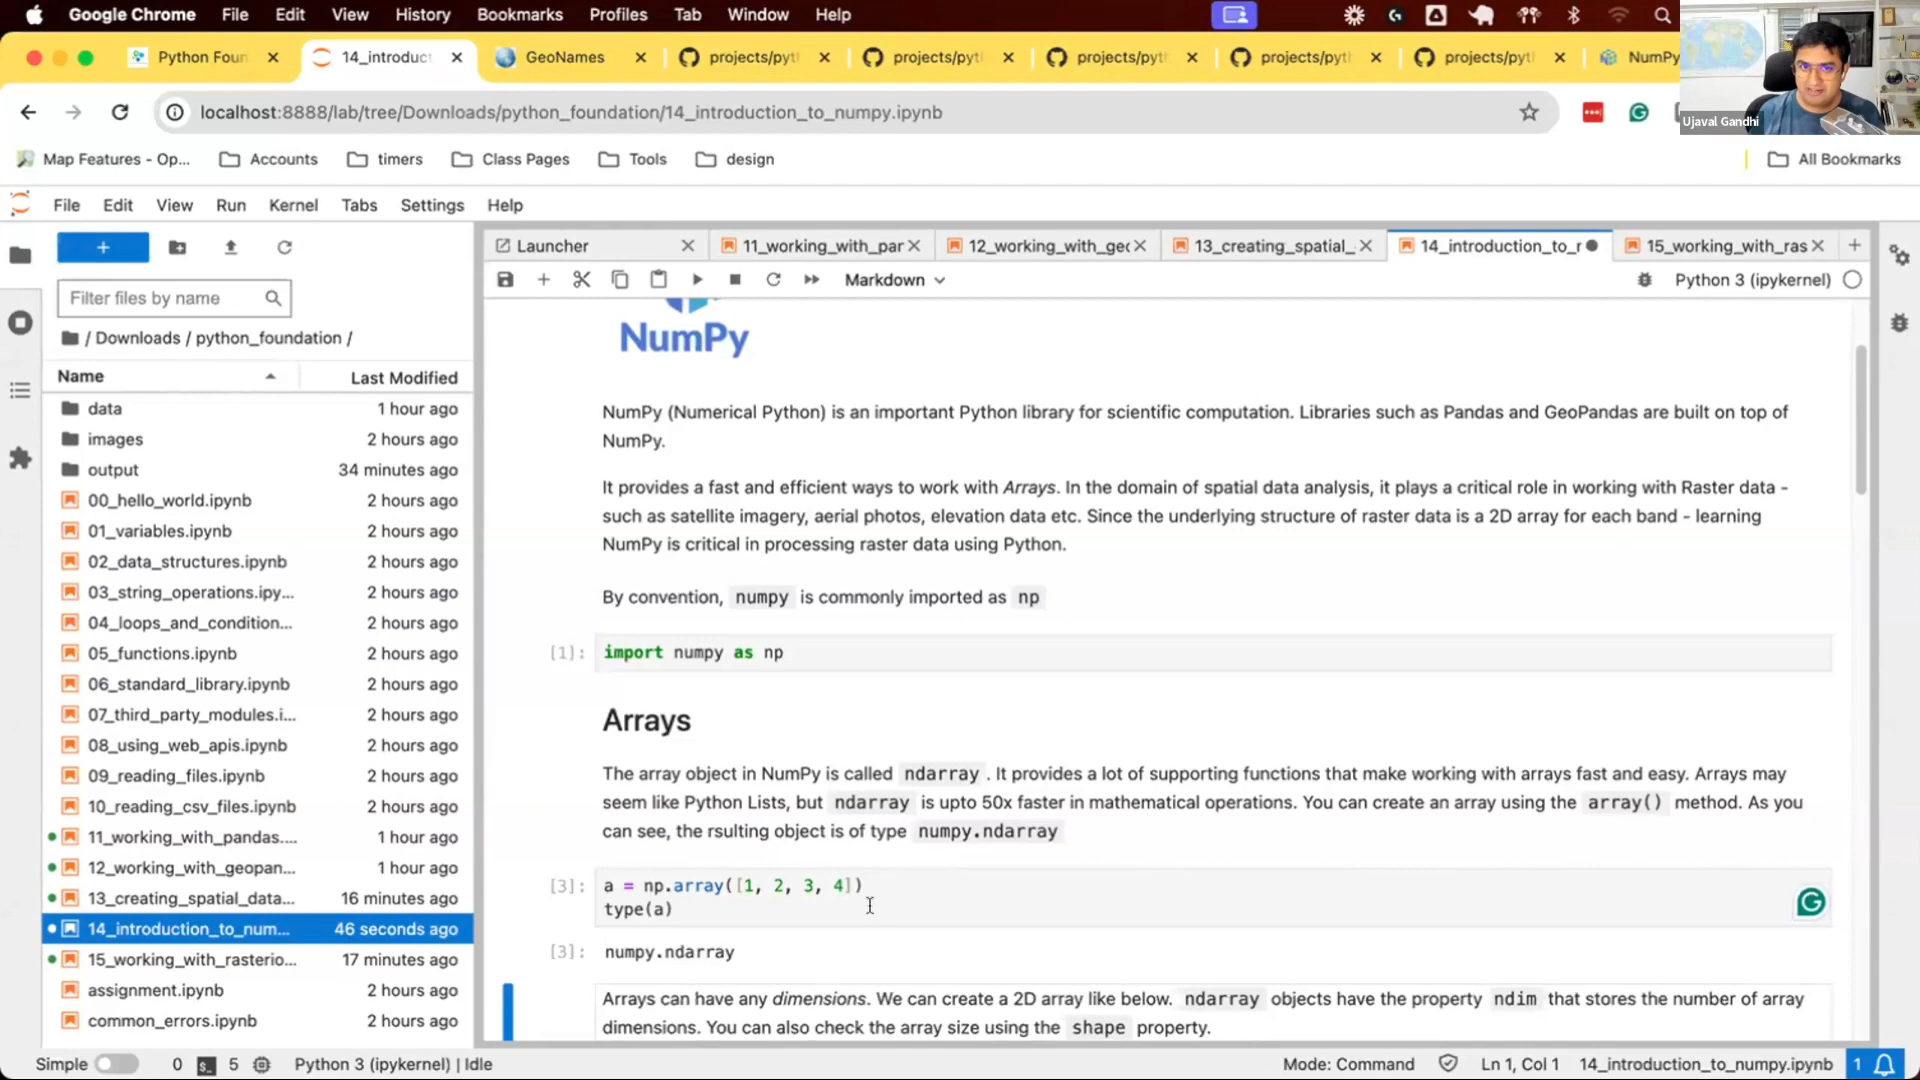 Google Chrome File Edit View History Bookmarks Profiles Tab Window Help
Python Foun 14_introduct GeoNames projects/pyt projects/pyt projects/pyt projects/pyt projects/pyt NumPy
localhost:8888/lab/tree/Downloads/python_foundation/14_introduction_to_numpy.ipynb
Ujaval Gandhi
Map Features - Op... Accounts timers Class Pages Tools design All Bookmarks
File Edit View Run Kernel Tabs Settings Help
Launcher 11_working_with_par 12_working_with_geo 13_creating_spatial_ 14_introduction_to_r 15_working_with_ras
Markdown Python 3 (ipykernel)
Filter files by name
/ Downloads / python_foundation /
Name Last Modified
data 1 hour ago
images 2 hours ago
output 34 minutes ago
00_hello_world.ipynb 2 hours ago
01_variables.ipynb 2 hours ago
02_data_structures.ipynb 2 hours ago
03_string_operations.ipy... 2 hours ago
04_loops_and_condition... 2 hours ago
05_functions.ipynb 2 hours ago
06_standard_library.ipynb 2 hours ago
07_third_party_modules.i... 2 hours ago
08_using_web_apis.ipynb 2 hours ago
09_reading_files.ipynb 2 hours ago
10_reading_csv_files.ipynb 2 hours ago
11_working_with_pandas.... 1 hour ago
12_working_with_geopan... 1 hour ago
13_creating_spatial_data... 16 minutes ago
14_introduction_to_num... 46 seconds ago
15_working_with_rasterio... 17 minutes ago
assignment.ipynb 2 hours ago
common_errors.ipynb 2 hours ago
NumPy
NumPy (Numerical Python) is an important Python library for scientific computation. Libraries such as Pandas and GeoPandas are built on top of
NumPy.
It provides a fast and efficient ways to work with Arrays. In the domain of spatial data analysis, it plays a critical role in working with Raster data -
such as satellite imagery, aerial photos, elevation data etc. Since the underlying structure of raster data is a 2D array for each band - learning
NumPy is critical in processing raster data using Python.
By convention, numpy is commonly imported as np
[1]: import numpy as np
Arrays
The array object in NumPy is called ndarray . It provides a lot of supporting functions that make working with arrays fast and easy. Arrays may
seem like Python Lists, but ndarray is upto 50x faster in mathematical operations. You can create an array using the array() method. As you
can see, the rsulting object is of type numpy.ndarray
[3]: a = np.array([1, 2, 3, 4])
type(a)
[3]: numpy.ndarray
Arrays can have any dimensions. We can create a 2D array like below. ndarray objects have the property ndim that stores the number of array
dimensions. You can also check the array size using the shape property.
Simple 0 5 Python 3 (ipykernel) | Idle Mode: Command Ln 1, Col 1 14_introduction_to_numpy.ipynb 1